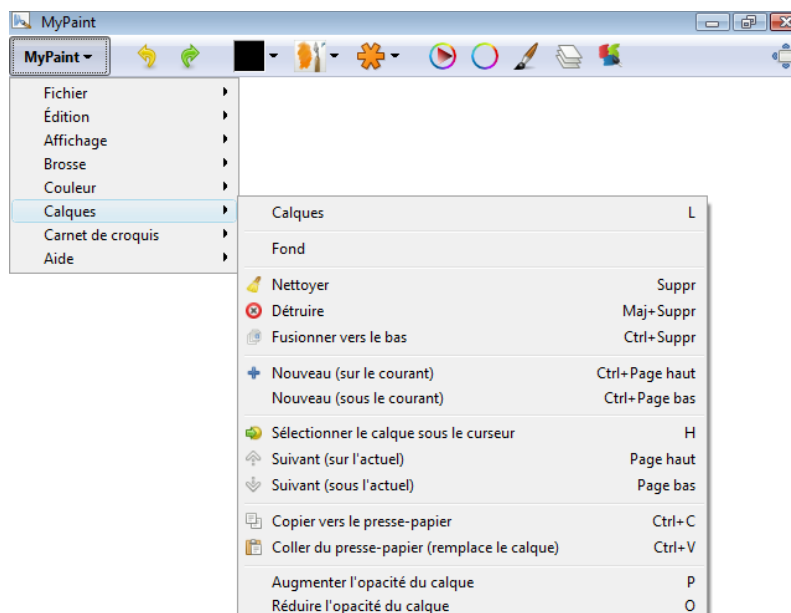 MyPaint
MyPaint
Fichier
Édition
Affichage
Brosse
Couleur
Calques
Carnet de croquis
Aide
Calques L
Fond
Nettoyer Suppr
Détruire Maj+Suppr
Fusionner vers le bas Ctrl+Suppr
Nouveau (sur le courant) Ctrl+Page haut
Nouveau (sous le courant) Ctrl+Page bas
Sélectionner le calque sous le curseur H
Suivant (sur l'actuel) Page haut
Suivant (sous l'actuel) Page bas
Copier vers le presse-papier Ctrl+C
Coller du presse-papier (remplace le calque) Ctrl+V
Augmenter l'opacité du calque P
Réduire l'opacité du calque O